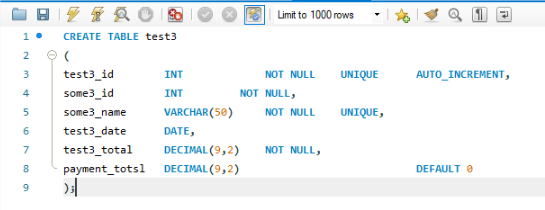 Limit to 1000 rows
1 CREATE TABLE test3
2 (
3 test3_id INT NOT NULL UNIQUE AUTO_INCREMENT,
4 some3_id INT NOT NULL,
5 some3_name VARCHAR(50) NOT NULL UNIQUE,
6 test3_date DATE,
7 test3_total DECIMAL(9,2) NOT NULL,
8 payment_totsl DECIMAL(9,2) DEFAULT 0
9 );